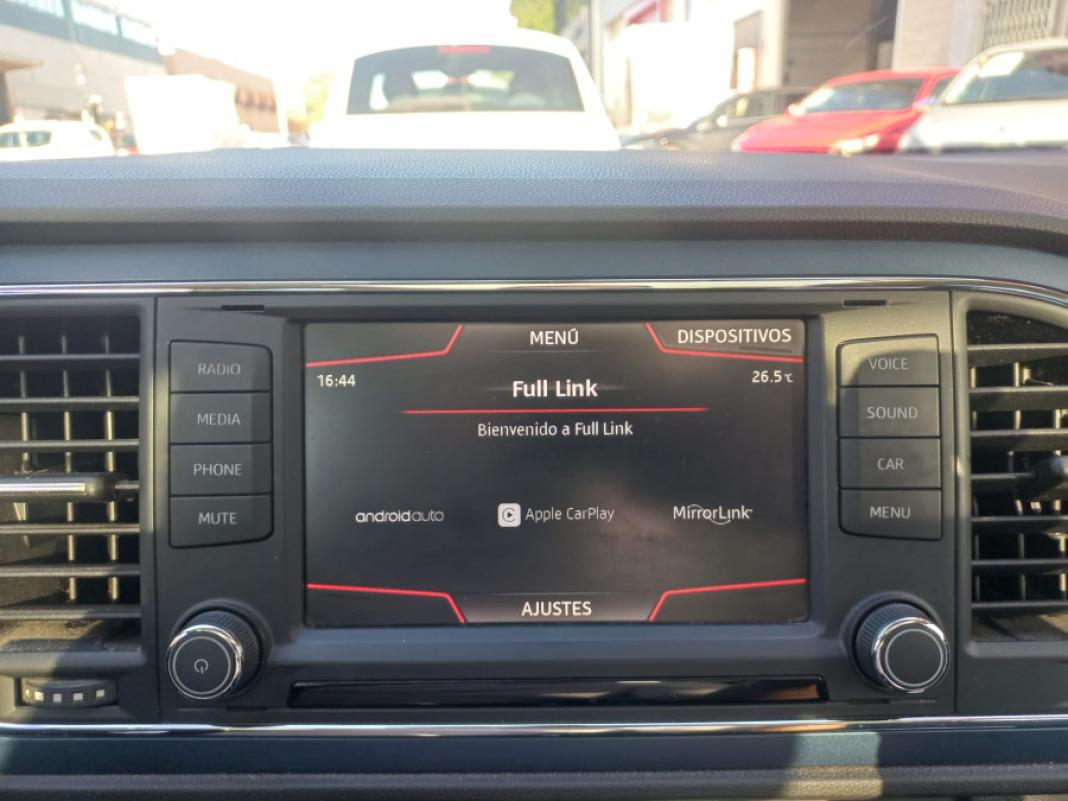 MENÚ
DISPOSITIVOS
16:44
26.5°C
Full Link
Bienvenido a Full Link
androidauto
Apple CarPlay
MirrorLink™
AJUSTES
RADIO
MEDIA
PHONE
MUTE
VOICE
SOUND
CAR
MENU